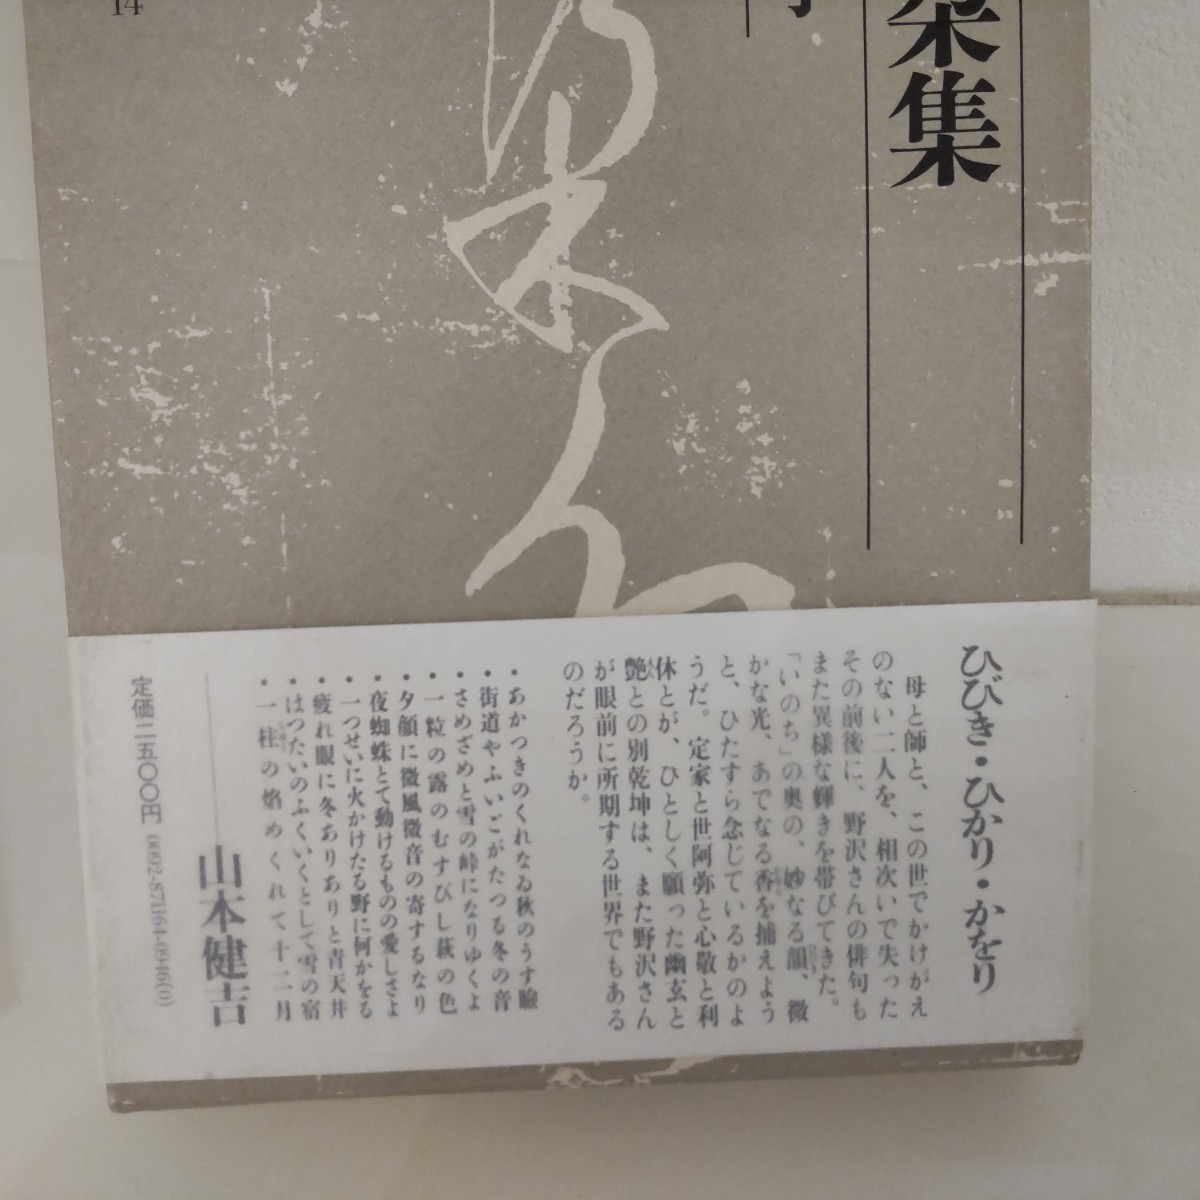 14
集
ひびき・ひかり・かをり
母と師と、この世でかけがえ
のない二人を、相次いで失った
その前後に、野沢さんの俳句も
また異様な輝きを帯びてきた。
「いのち」の奥の、妙なる韻、微
かな光、あでなる香を捕えよう
と、ひたすら念じているかのよ
うだ。定家と世阿弥と心敬と利
休とが、ひとしく願った幽玄と
艶との別乾坤は、また野沢さん
が眼前に所期する世界でもある
のだろうか。
・あかつきのくれなゐ秋のうす瞼
・街道やふいごがたつる冬の音
・さめざめと雪の峠になりゆくよ
・一粒の露のむすびし萩の色
・夕顔に微風微音の寄するなり
・夜蜘蛛とて動けるものの愛しさよ
・一つせいに火かけたる野に何かをる
・疲れ眼に冬ありありと青天井
・はつたいのふくいくとして雪の宿
・一柱の焰めくれて十二月
山本健吉
定価二五〇〇円